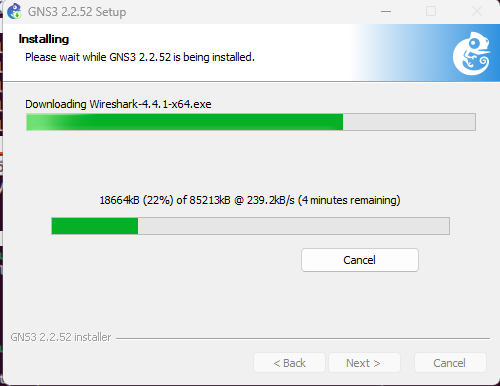 GNS3 2.2.52 Setup
Installing
Please wait while GNS3 2.2.52 is being installed.
Downloading Wireshark-4.4.1-x64.exe
18664kB (22%) of 85213kB @ 239.2kB/s (4 minutes remaining)
Cancel
GNS3 2.2.52 installer
< Back
Next >
Cancel